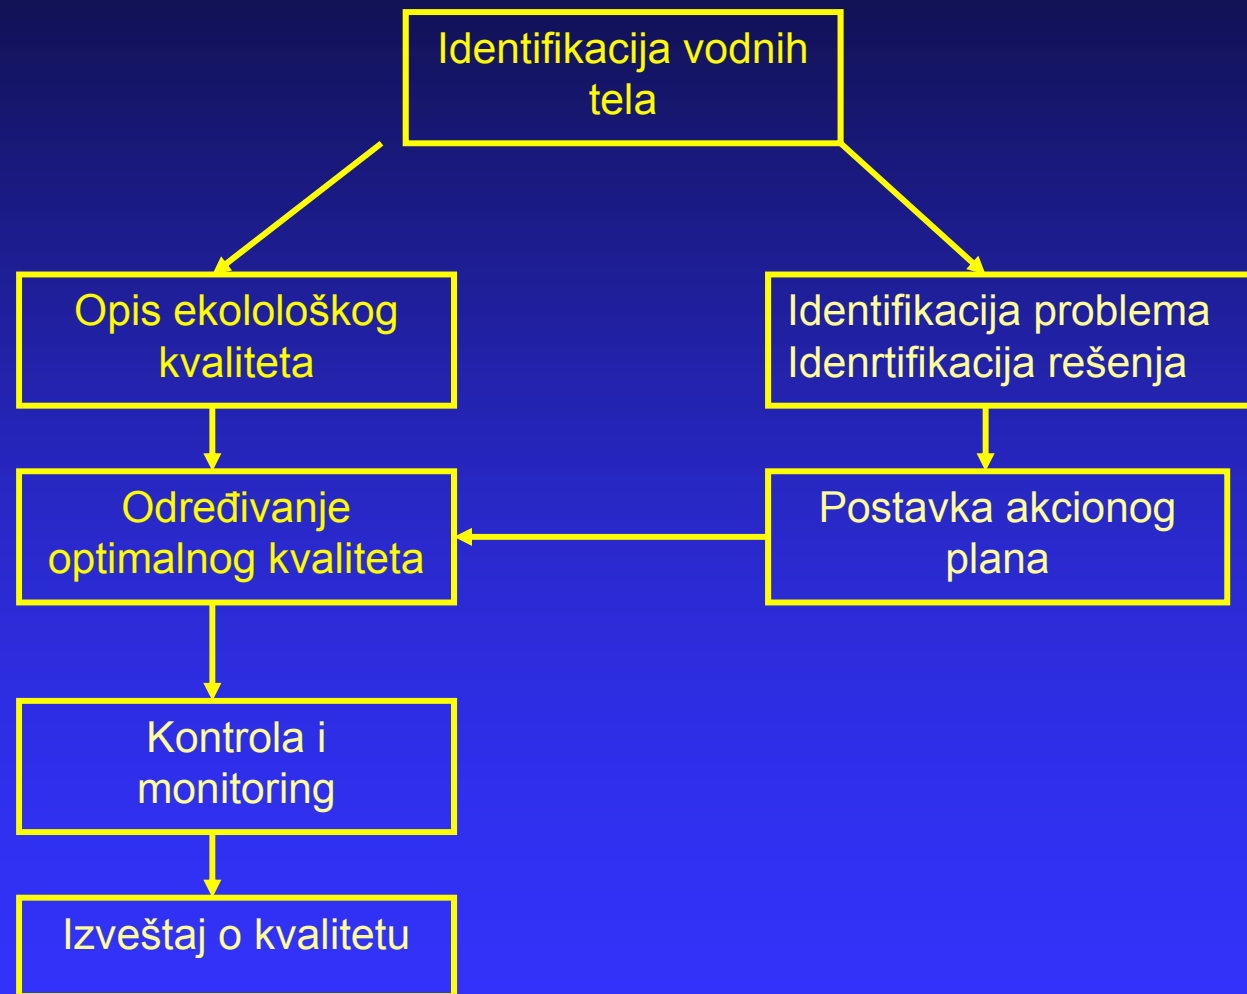 Identifikacija vodnih
tela
Opis ekolološkog
kvaliteta
Identifikacija problema
Idenrtifikacija rešenja
Određivanje
optimalnog kvaliteta
Postavka akcionog
plana
Kontrola i
monitoring
Izveštaj o kvalitetu